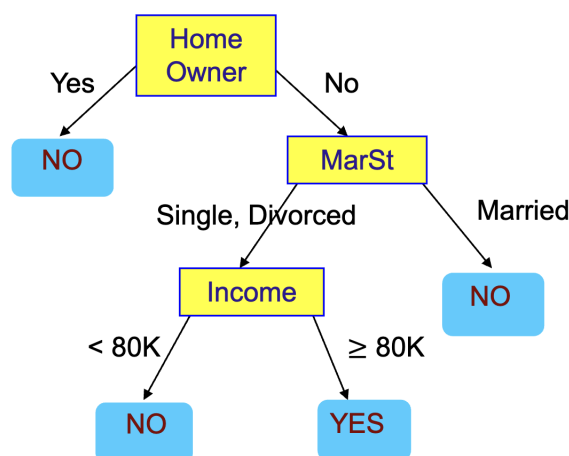 Home
Owner
Yes
No
NO
MarSt
Single, Divorced
Married
Income
NO
< 80K
≥ 80K
NO
YES